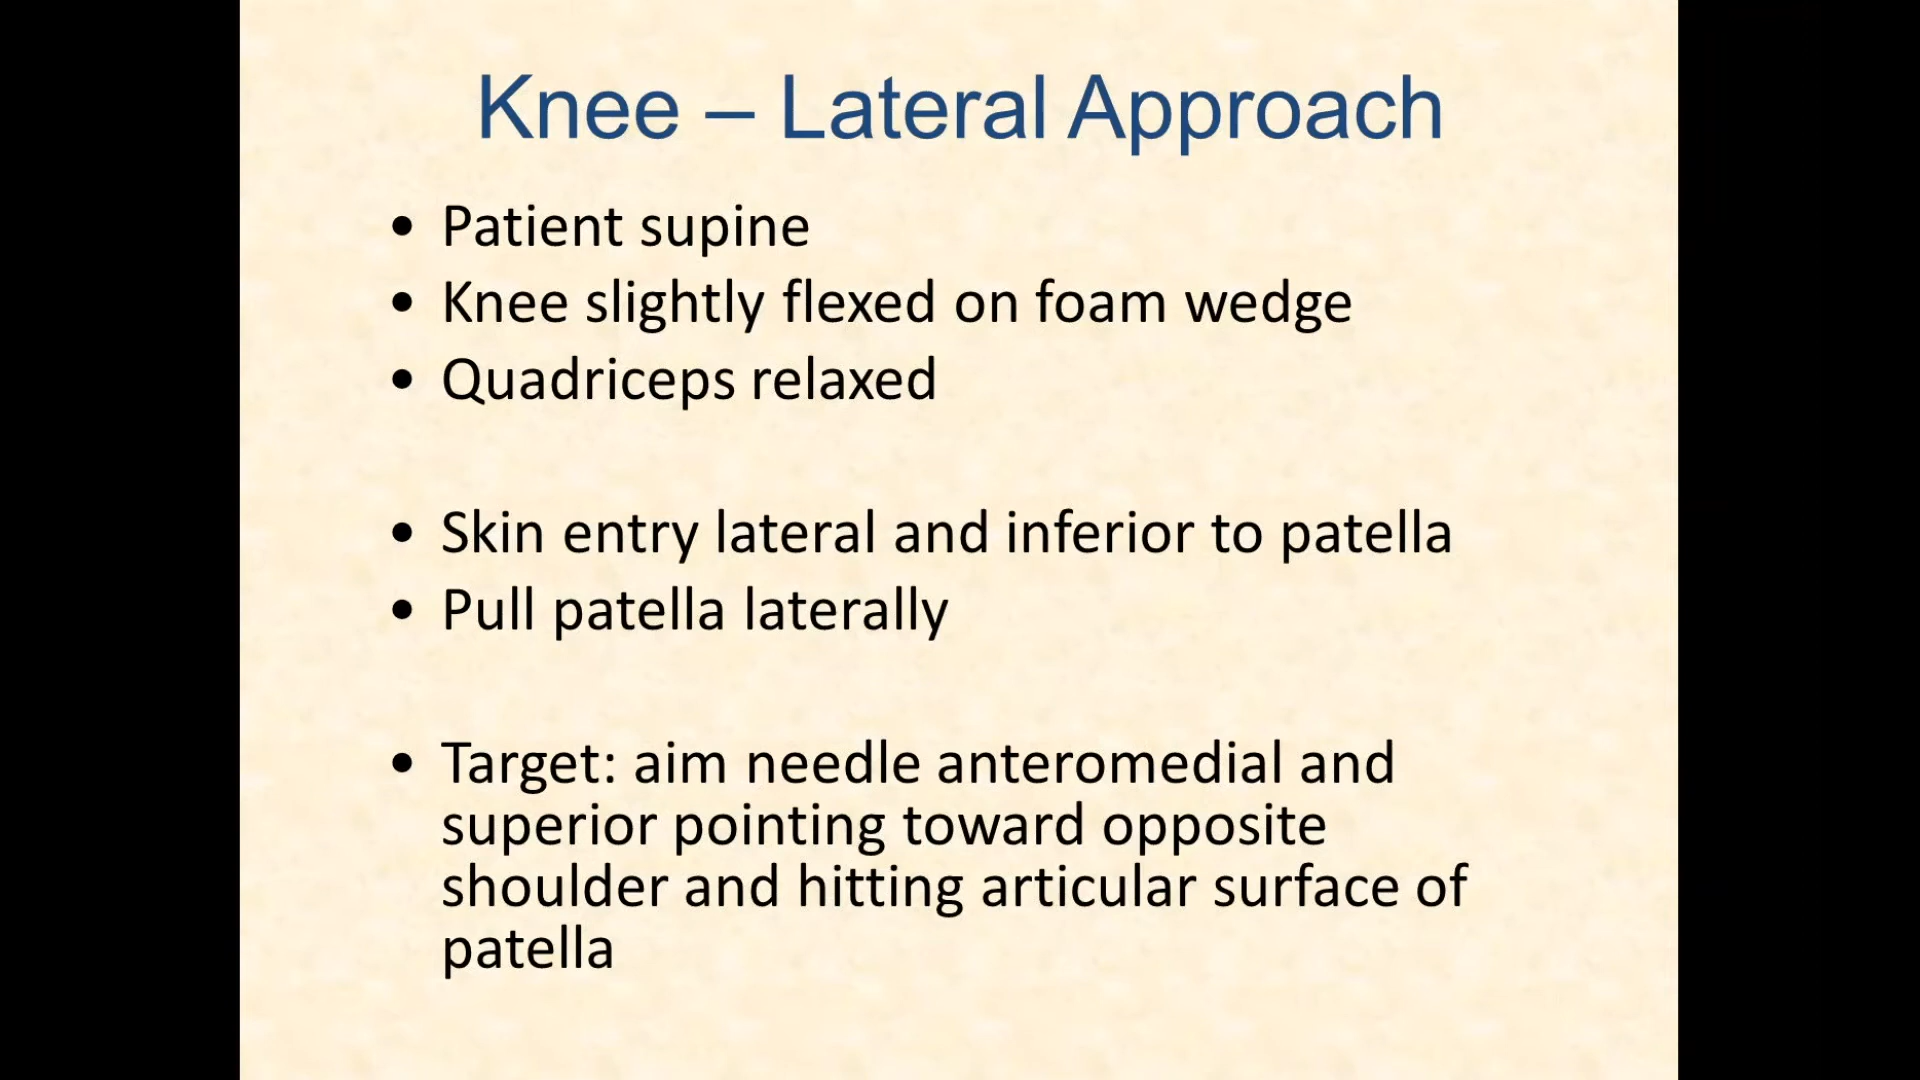 Knee – Lateral Approach
• Patient supine
• Knee slightly flexed on foam wedge
• Quadriceps relaxed
• Skin entry lateral and inferior to patella
• Pull patella laterally
• Target: aim needle anteromedial and
superior pointing toward opposite
shoulder and hitting articular surface of
patella